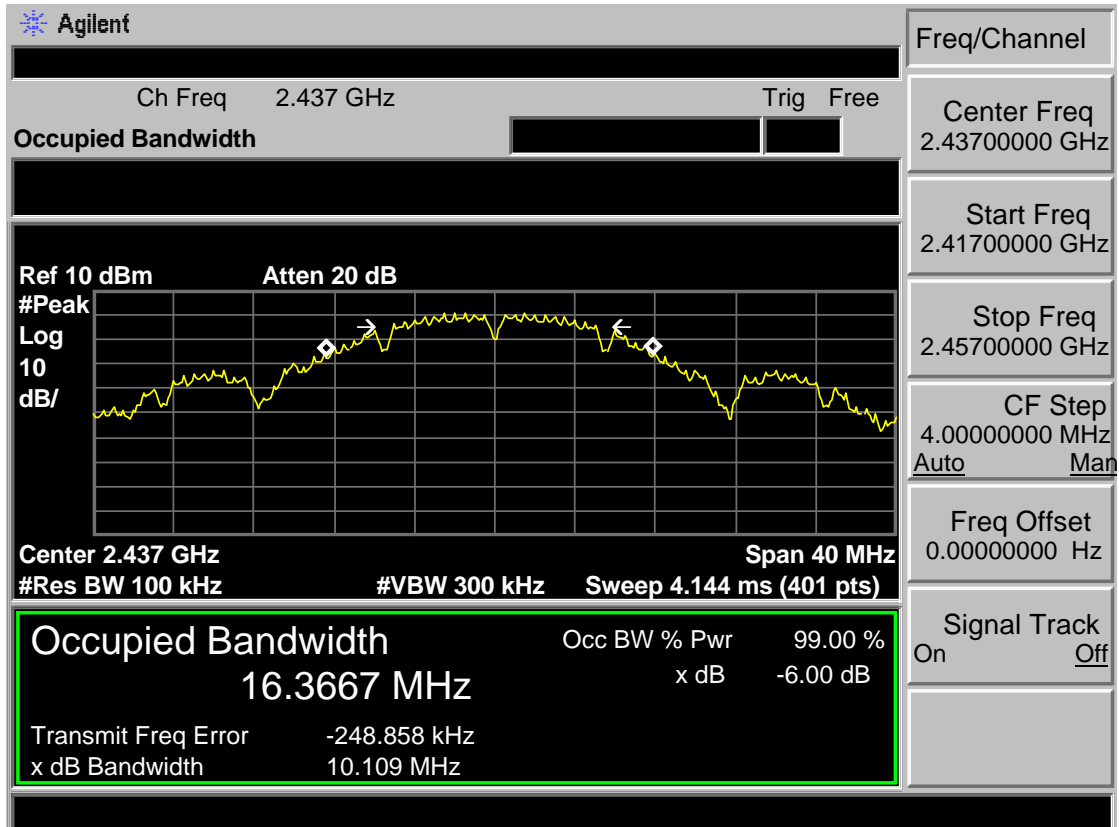 Agilent
Freq/Channel
Ch Freq 2.437 GHz Trig Free
Occupied Bandwidth
Center Freq
2.43700000 GHz
Start Freq
2.41700000 GHz
Ref 10 dBm Atten 20 dB
#Peak
Log
10
dB/
Stop Freq
2.45700000 GHz
CF Step
4.00000000 MHz
Auto Man
Freq Offset
0.00000000 Hz
Center 2.437 GHz Span 40 MHz
#Res BW 100 kHz #VBW 300 kHz Sweep 4.144 ms (401 pts)
Signal Track
On Off
Occupied Bandwidth Occ BW % Pwr 99.00 %
16.3667 MHz x dB -6.00 dB
Transmit Freq Error -248.858 kHz
x dB Bandwidth 10.109 MHz